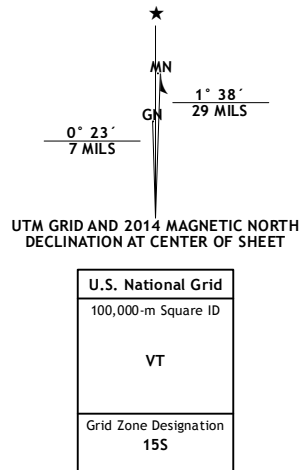 MN
1° 38´
29 MILS
GN
0° 23´
7 MILS
UTM GRID AND 2014 MAGNETIC NORTH
DECLINATION AT CENTER OF SHEET
U.S. National Grid
100,000-m Square ID
VT
Grid Zone Designation
15S